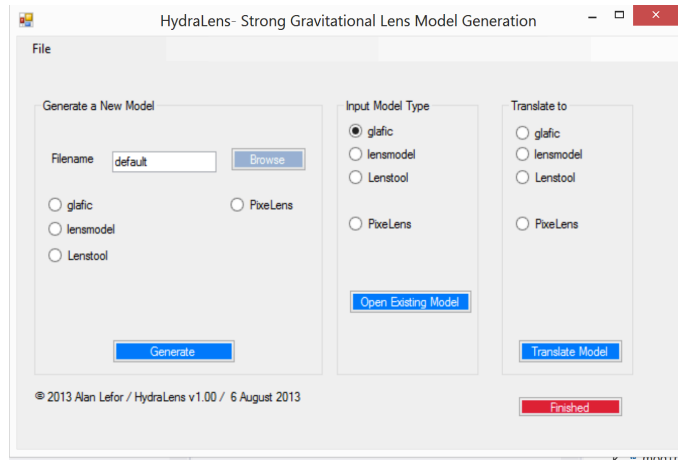 HydraLens- Strong Gravitational Lens Model Generation
File
Generate a New Model
Filename default Browse
glafic PixeLens
lensmodel
Lenstool
Generate
Input Model Type
glafic
lensmodel
Lenstool
PixeLens
Open Existing Model
Translate to
glafic
lensmodel
Lenstool
PixeLens
Translate Model
© 2013 Alan Lefor / HydraLens v1.00 / 6 August 2013
Finished